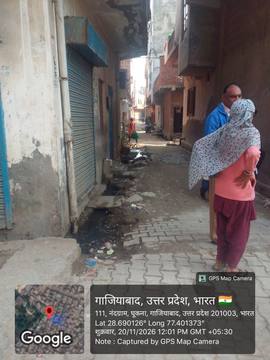 GPS Map Camera
गाज़ियाबाद, उत्तर प्रदेश, भारत 🇮🇳
111, नंदग्राम, घूकना, गाज़ियाबाद, उत्तर प्रदेश 201003, भारत
Lat 28.690126° Long 77.401373°
शुक्रवार, 20/11/2026 12:01 PM GMT +05:30
Note : Captured by GPS Map Camera
Google